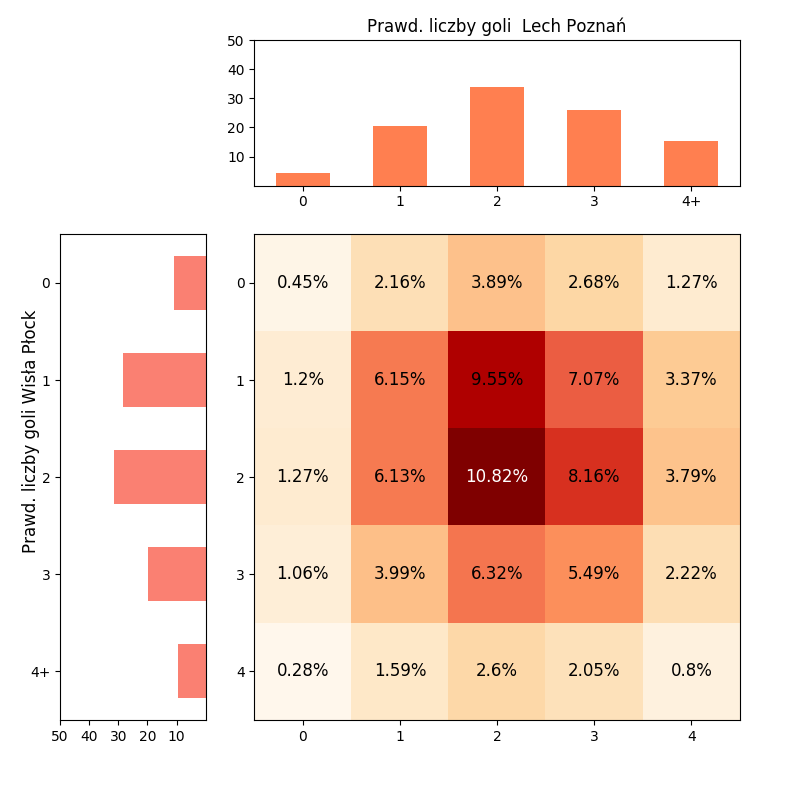 Prawd. liczby goli  Lech Poznań
50
40
30
20
10
0 1 2 3 4+
Prawd. liczby goli Wisła Płock
0
1
2
3
4+
50 40 30 20 10
0 0.45% 2.16% 3.89% 2.68% 1.27%
1 1.2% 6.15% 9.55% 7.07% 3.37%
2 1.27% 6.13% 10.82% 8.16% 3.79%
3 1.06% 3.99% 6.32% 5.49% 2.22%
4 0.28% 1.59% 2.6% 2.05% 0.8%
0 1 2 3 4